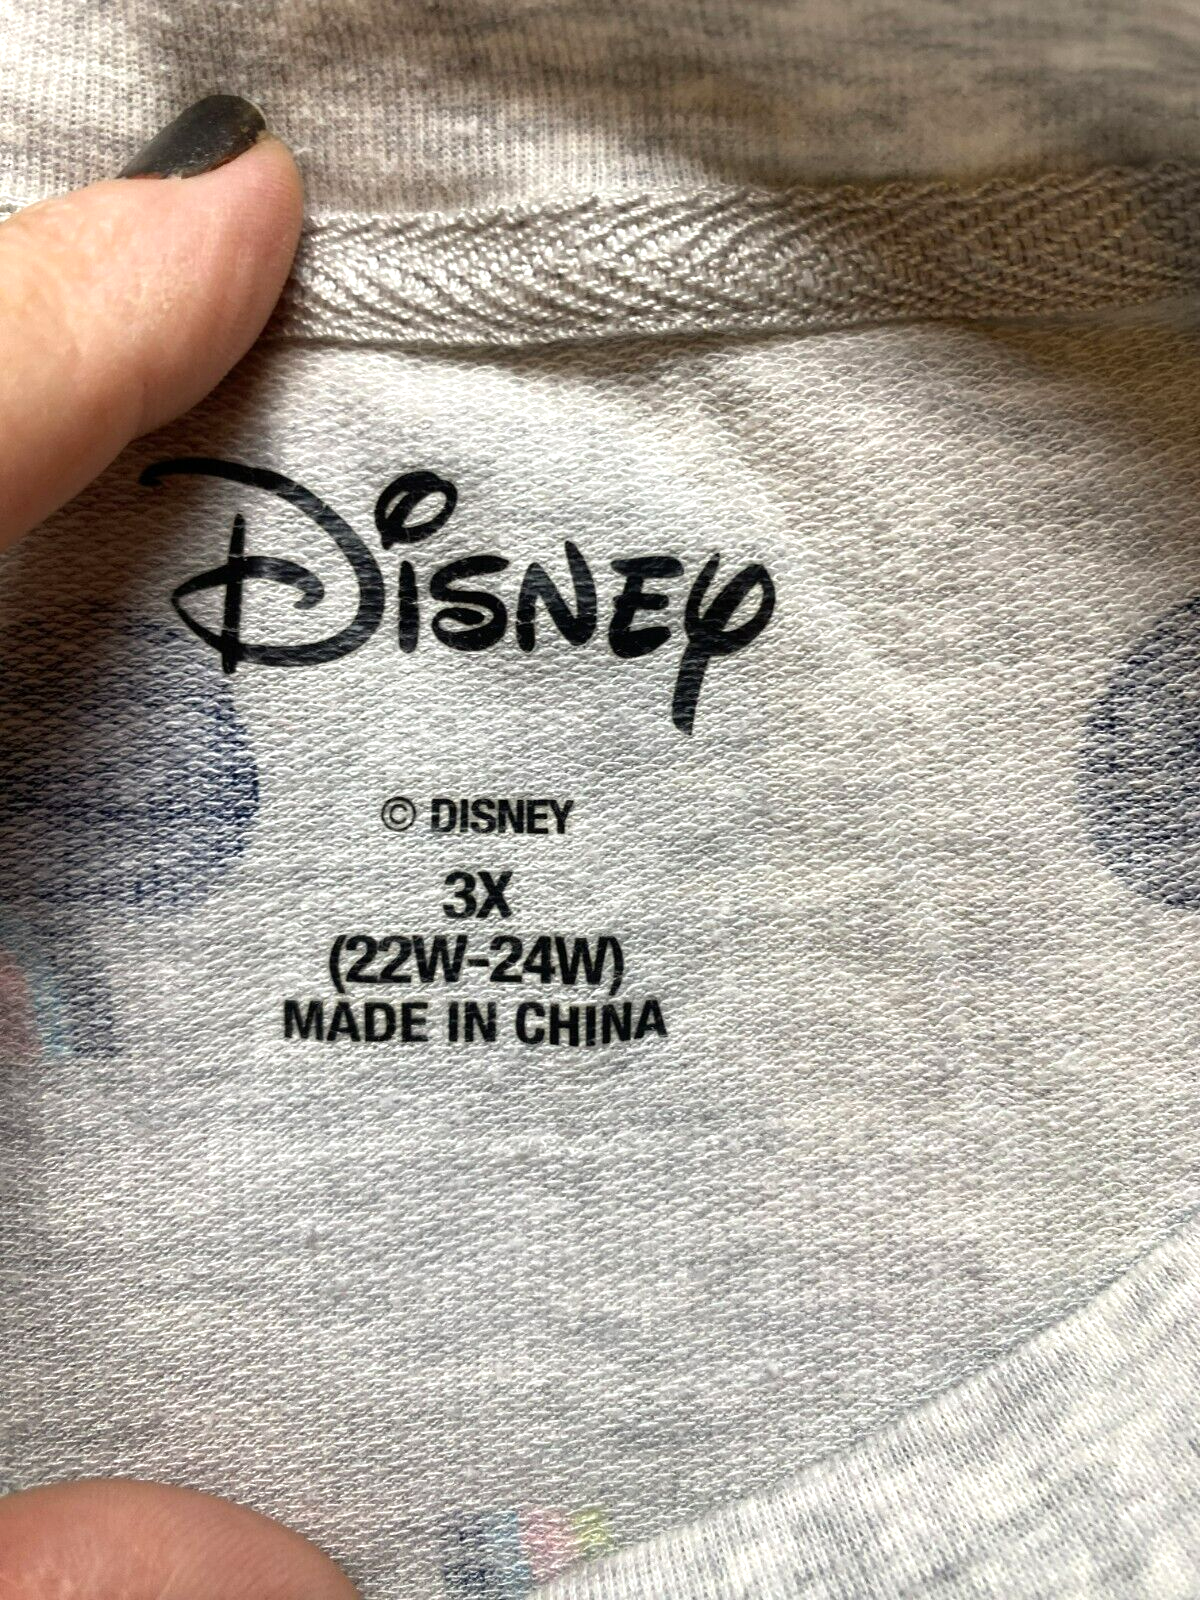 Disney
© DISNEY
3X
(22W-24W)
MADE IN CHINA